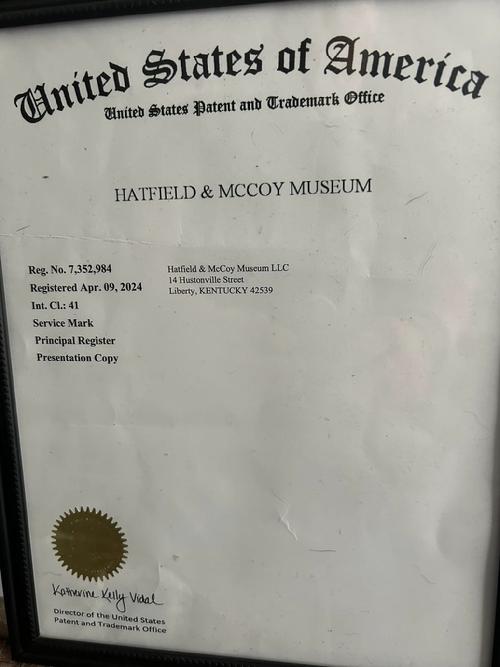 United States of America
United States Patent and Trademark Office
HATFIELD & MCCOY MUSEUM
Reg. No. 7,352,984
Registered Apr. 09, 2024
Int. Cl.: 41
Service Mark
Principal Register
Presentation Copy
Hatfield & McCoy Museum LLC
14 Hustonville Street
Liberty, KENTUCKY 42539
Katherine Kelly Vidal
Director of the United States
Patent and Trademark Office